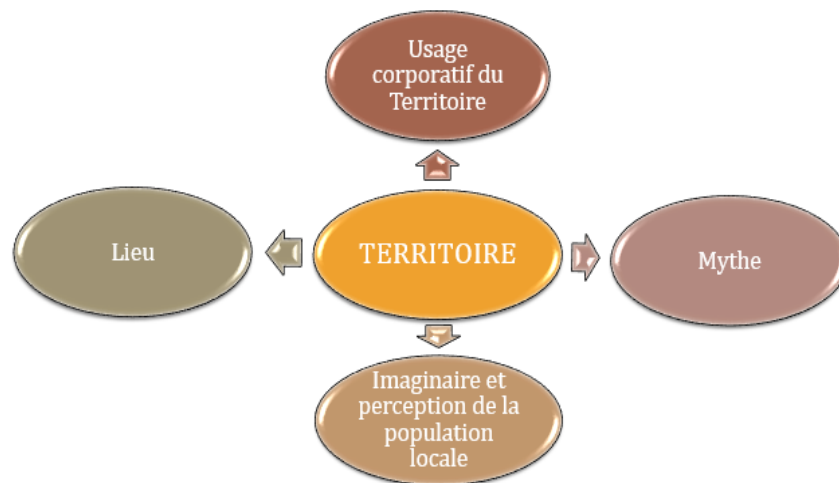 Usage
corporatif du
Territoire
Lieu
TERRITOIRE
Mythe
Imaginaire et
perception de la
population
locale